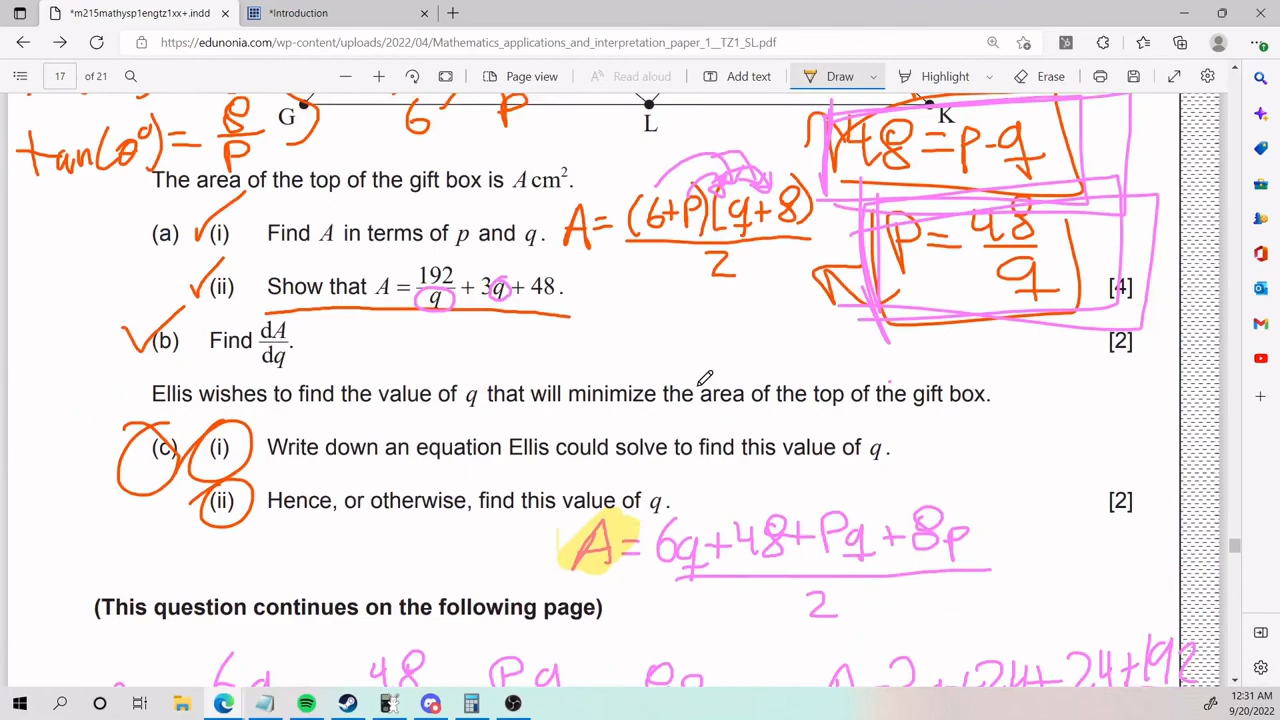 *m215mathysp1engtz1xx+.indd
*Introduction
https://edunonia.com/wp-content/uploads/2022/04/Mathematics_applications_and_interpretation_paper_1__TZ1_SL.pdf
17 of 21
Page view
Read aloud
Add text
Draw
Highlight
Erase
G
6
P
L
K
tan(θ°) = 8/P
48 = p·q
The area of the top of the gift box is A cm².
A = (6+P)(q+8)/2
P = 48/q
(a) (i) Find A in terms of p and q.
(ii) Show that A = 192/q + 3q + 48. [4]
(b) Find dA/dq. [2]
Ellis wishes to find the value of q that will minimize the area of the top of the gift box.
(c) (i) Write down an equation Ellis could solve to find this value of q.
(ii) Hence, or otherwise, find this value of q. [2]
A = 6q+48+Pq+8p/2
(This question continues on the following page)
6q 48 Pq
+24+24+192
12:31 AM
9/20/2022